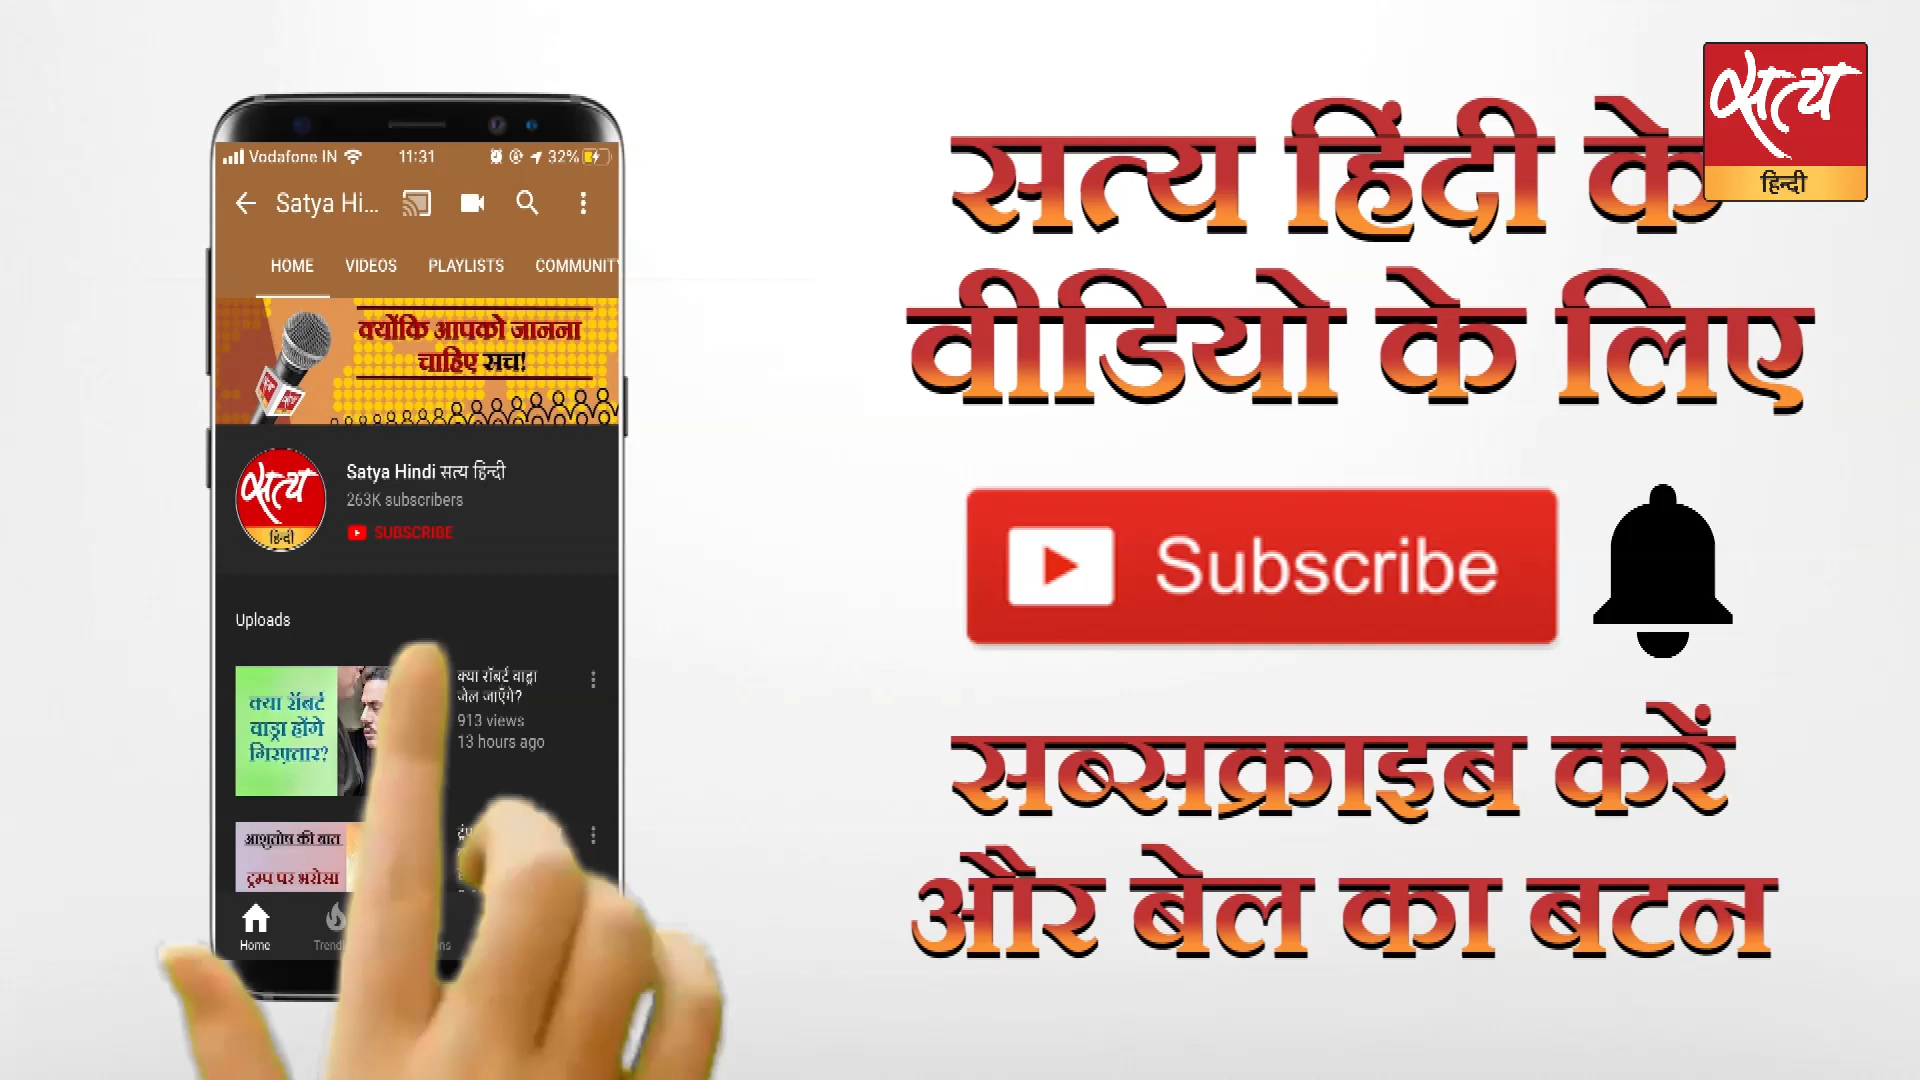 Vodafone IN 11:31 32%
Satya Hi...
HOME VIDEOS PLAYLISTS COMMUNITY
क्योंकि आपको जानना
चाहिए सच!
सत्य
हिन्दी
Satya Hindi सत्य हिन्दी
263K subscribers
SUBSCRIBE
Uploads
क्या रॉबर्ट
वाड्रा होंगे
गिरफ़्तार?
क्या रॉबर्ट वाड्रा
जेल जाएँगे?
913 views
13 hours ago
आशुतोष की बात
ट्रम्प पर भरोसा
Home
सत्य हिंदी के
वीडियो के लिए
Subscribe
सब्सक्राइब करें
और बेल का बटन
सत्य
हिन्दी